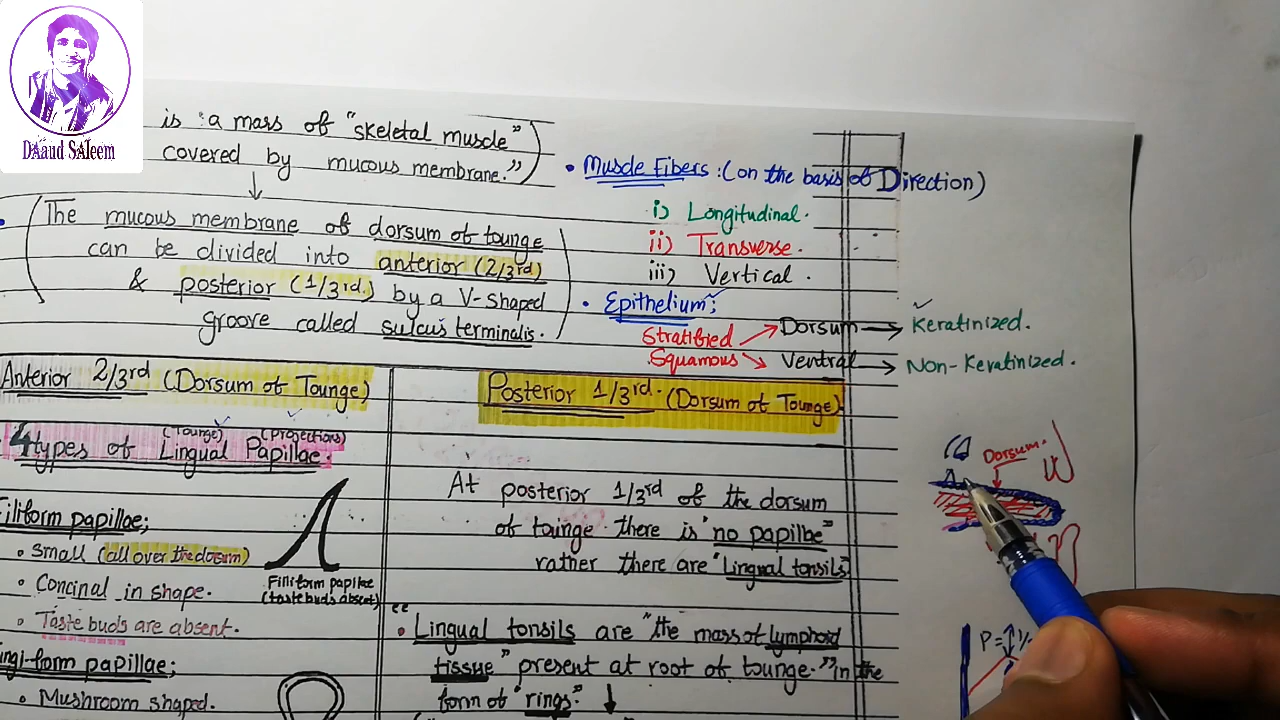 DAaud SaLeem
is a mass of "skeletal muscle"
covered by mucous membrane."
The mucous membrane of dorsum of tounge
can be divided into anterior (2/3rd)
& posterior (1/3rd.) by a V-shaped
groove called sulcus terminalis.
• Muscle Fibers: (on the basis of Direction)
i) Longitudinal.
ii) Transverse.
iii) Vertical.
• Epithelium;
Stratified
Squamous
Dorsum → Keratinized.
Ventral → Non-Keratinized.
Anterior 2/3rd (Dorsum of Tounge)
(Tounge) (Projections)
4 types of Lingual Papillae.
Filiform papillae;
• Small (all over the dorsum)
• Concinal in shape.
• Taste buds are absent.
Filiform papillae
(taste buds absent)
ngi-form papillae;
• Mushroom shaped.
Posterior 1/3rd. (Dorsum of Tounge)
At posterior 1/3rd of the dorsum
of tounge there is "no papillae"
rather there are "Lingual tonsils"
• Lingual tonsils are "the mass of lymphoid
tissue" present at root of tounge." in the
form of "rings."
Dorsum.
P=